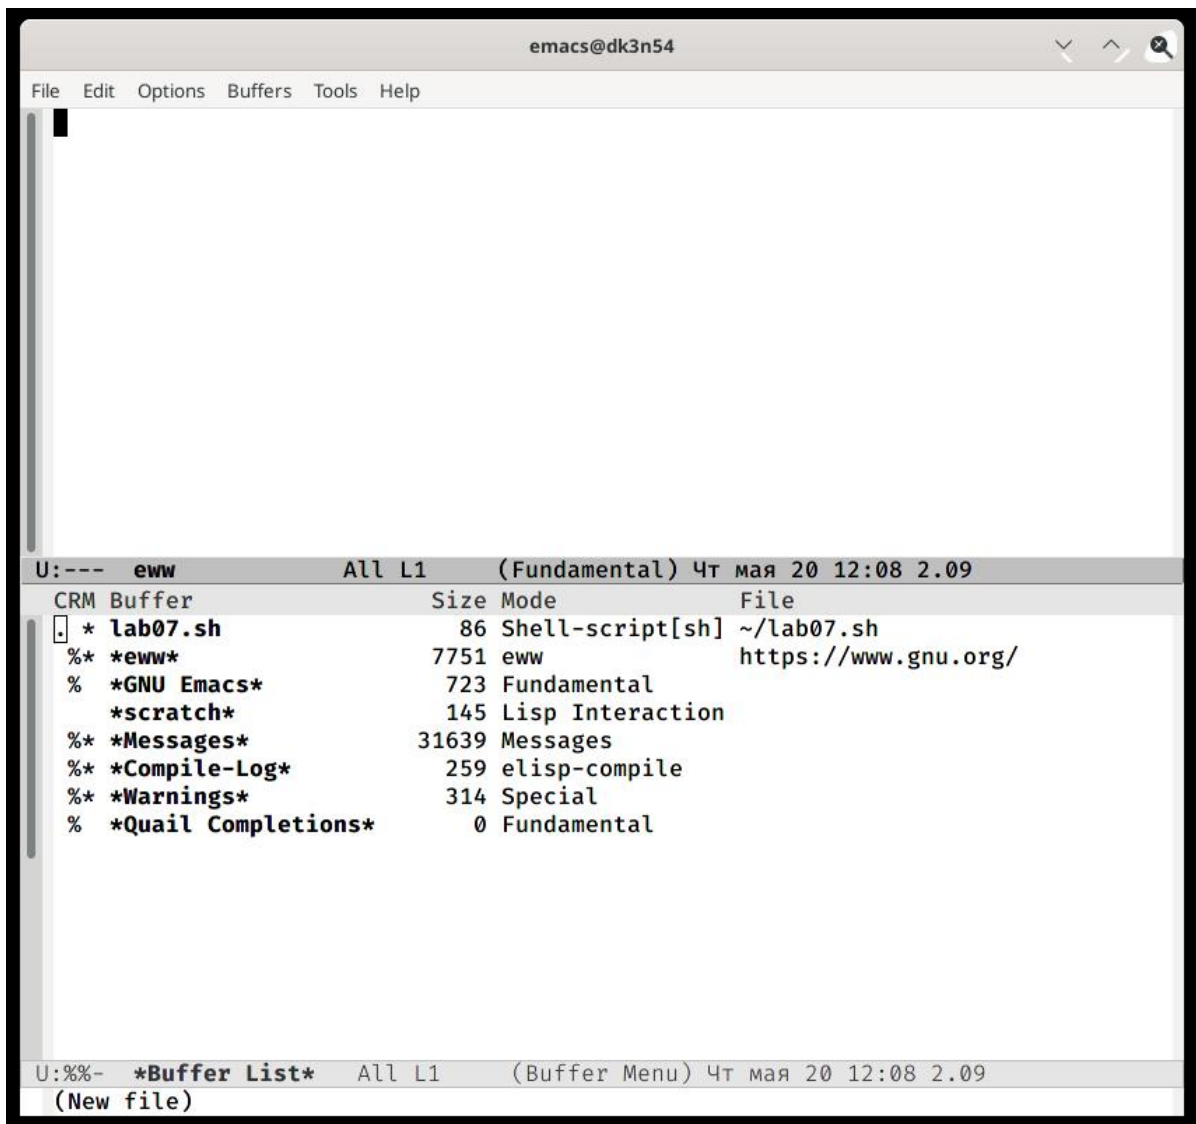 emacs@dk3n54
File Edit Options Buffers Tools Help
U:--- eww All L1 (Fundamental) Чт мая 20 12:08 2.09
CRM Buffer Size Mode File
. * lab07.sh 86 Shell-script[sh] ~/lab07.sh
%* *eww* 7751 eww https://www.gnu.org/
% *GNU Emacs* 723 Fundamental
*scratch* 145 Lisp Interaction
%* *Messages* 31639 Messages
%* *Compile-Log* 259 elisp-compile
%* *Warnings* 314 Special
% *Quail Completions* 0 Fundamental
U:%%- *Buffer List* All L1 (Buffer Menu) Чт мая 20 12:08 2.09
(New file)